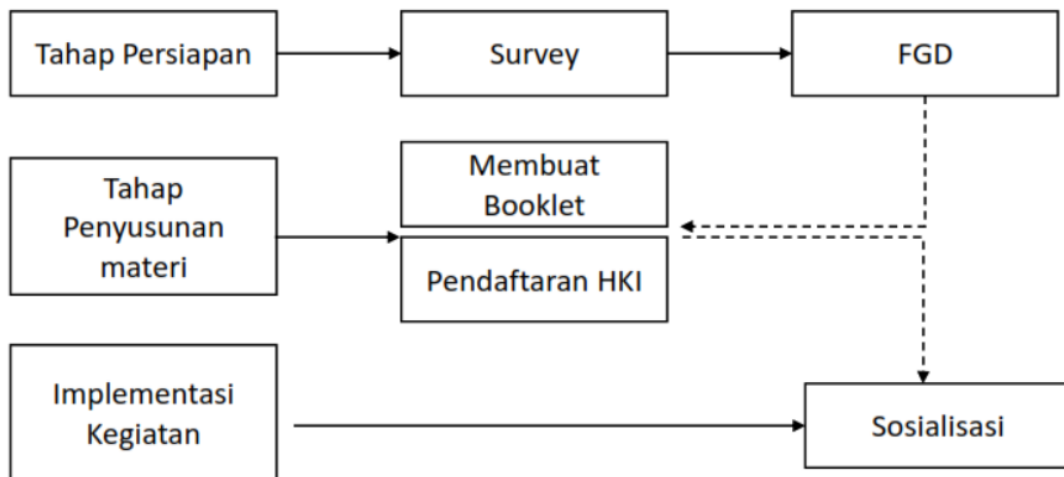 Tahap Persiapan
Survey
FGD
Tahap
Penyusunan
materi
Membuat
Booklet
Pendaftaran HKI
Implementasi
Kegiatan
Sosialisasi